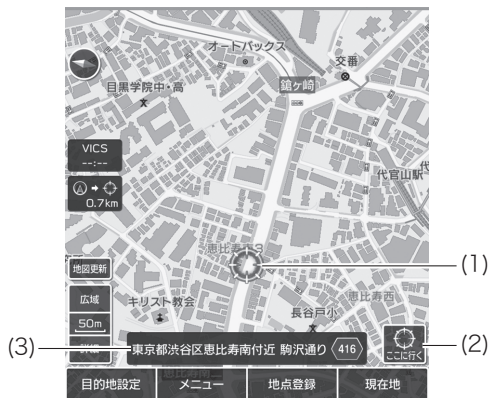 オートバックス
交番
鎗ヶ崎
目黒学院中・高
VICS
--:--
代官山駅
0.7km
恵比寿南3
(1)
地図更新
広域
キリスト教会
恵比寿西
50m
長谷戸小
(3)
詳細
東京都渋谷区恵比寿南付近 駒沢通り 416
ここに行く
(2)
目的地設定
メニュー
地点登録
現在地